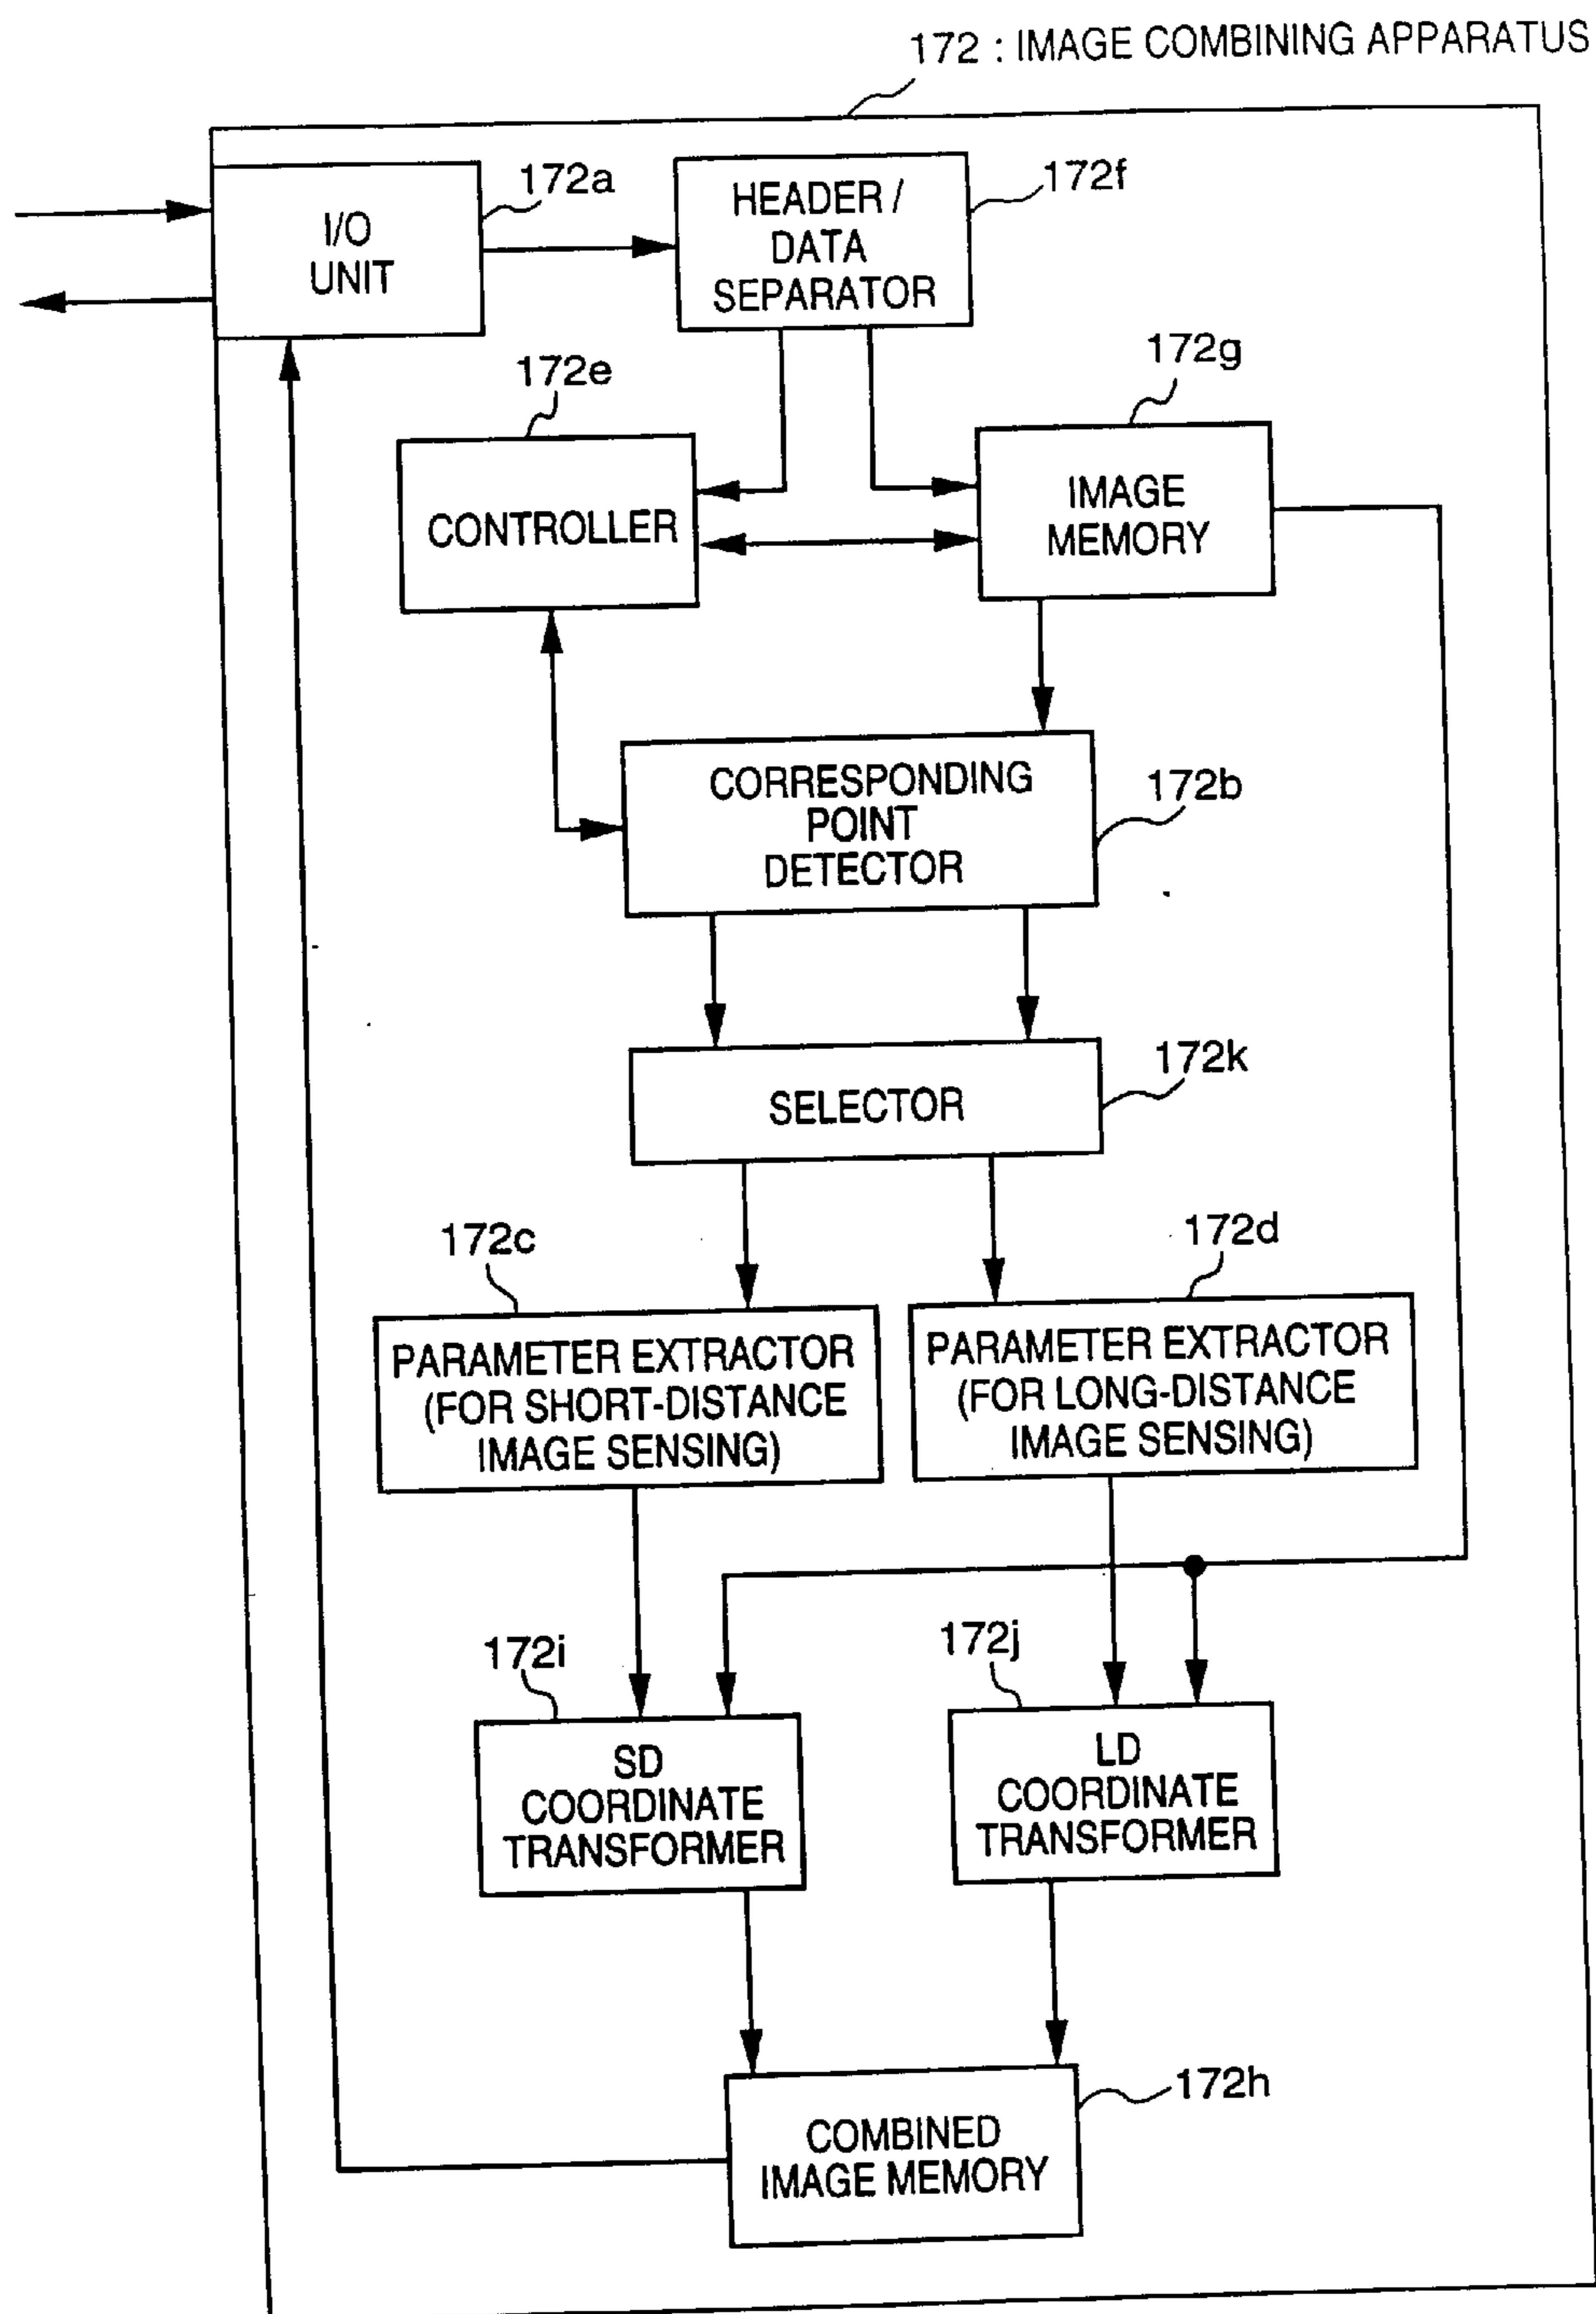 172 : IMAGE COMBINING APPARATUS
172a
I/O
UNIT
172f
HEADER /
DATA
SEPARATOR
172e
CONTROLLER
172g
IMAGE
MEMORY
172b
CORRESPONDING
POINT
DETECTOR
172k
SELECTOR
172c
PARAMETER EXTRACTOR
(FOR SHORT-DISTANCE
IMAGE SENSING)
172d
PARAMETER EXTRACTOR
(FOR LONG-DISTANCE
IMAGE SENSING)
172i
SD
COORDINATE
TRANSFORMER
172j
LD
COORDINATE
TRANSFORMER
172h
COMBINED
IMAGE MEMORY